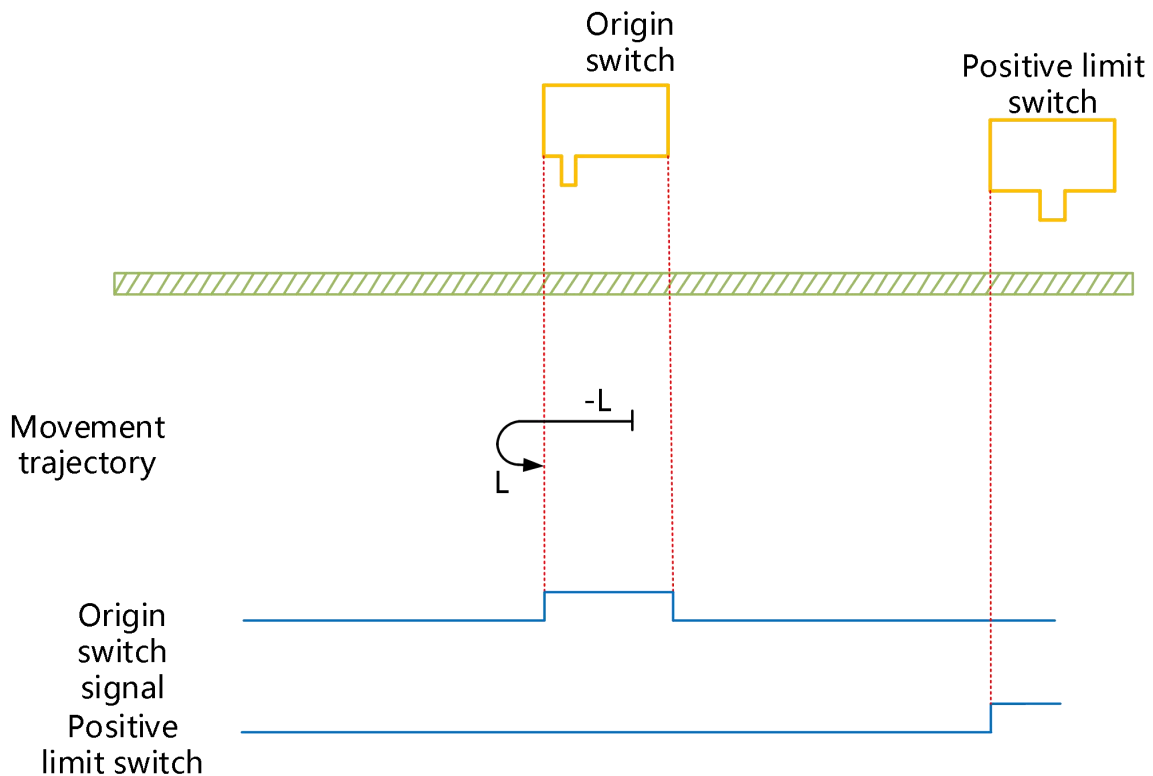 Origin
switch
Positive limit
switch
-L
Movement
trajectory
L
Origin
switch
signal
Positive
limit switch